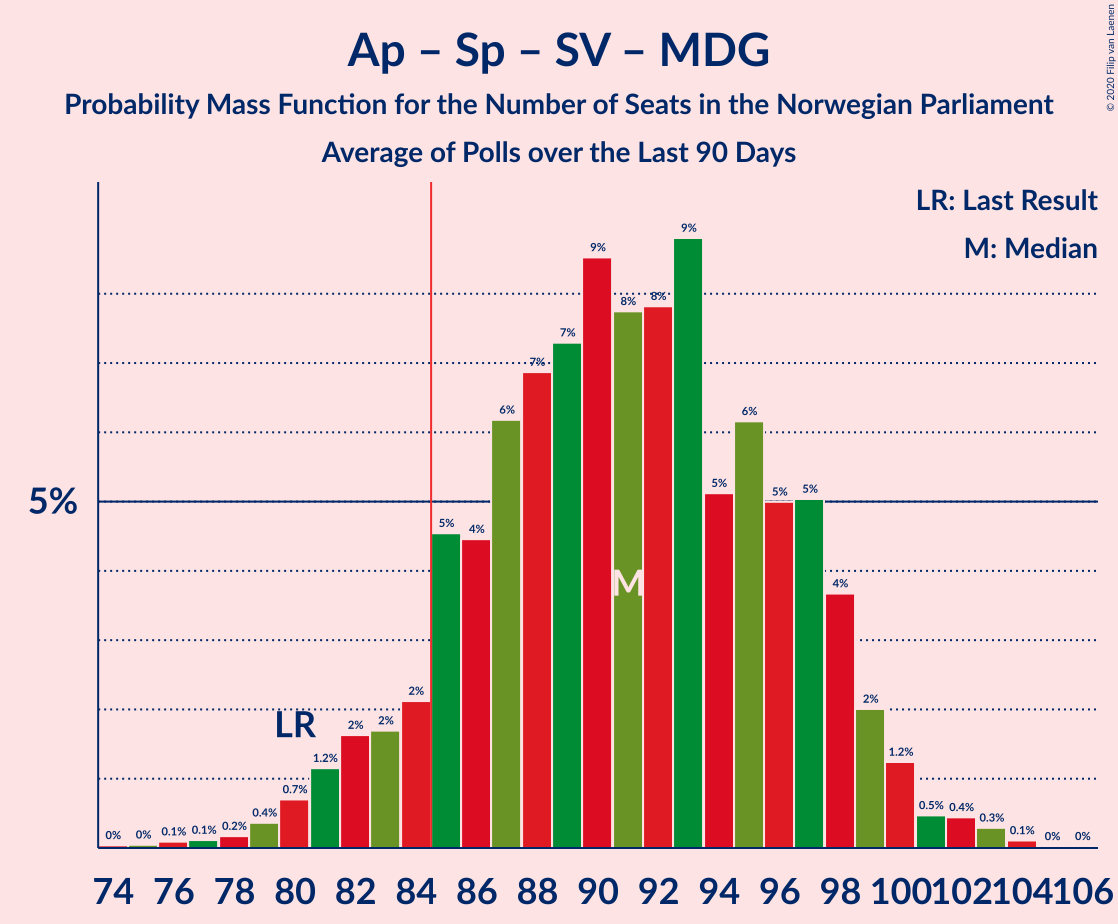 Ap – Sp – SV – MDG
Probability Mass Function for the Number of Seats in the Norwegian Parliament
Average of Polls over the Last 90 Days
© 2020 Filip van Laenen
LR: Last Result
M: Median
5%
0% 0% 0.1% 0.1% 0.2% 0.4% 0.7% 1.2% 2% 2% 2% 5% 4% 6% 7% 7% 9% 8% 8% 9% 5% 6% 5% 5% 4% 2% 1.2% 0.5% 0.4% 0.3% 0.1% 0% 0%
LR
M
74 76 78 80 82 84 86 88 90 92 94 96 98 100 102 104 106